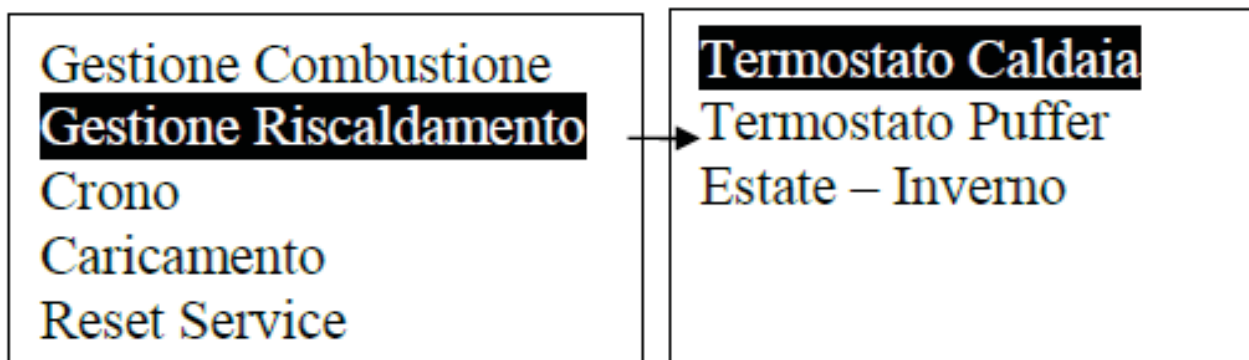 Gestione Combustione
Gestione Riscaldamento
Crono
Caricamento
Reset Service
Termostato Caldaia
Termostato Puffer
Estate – Inverno